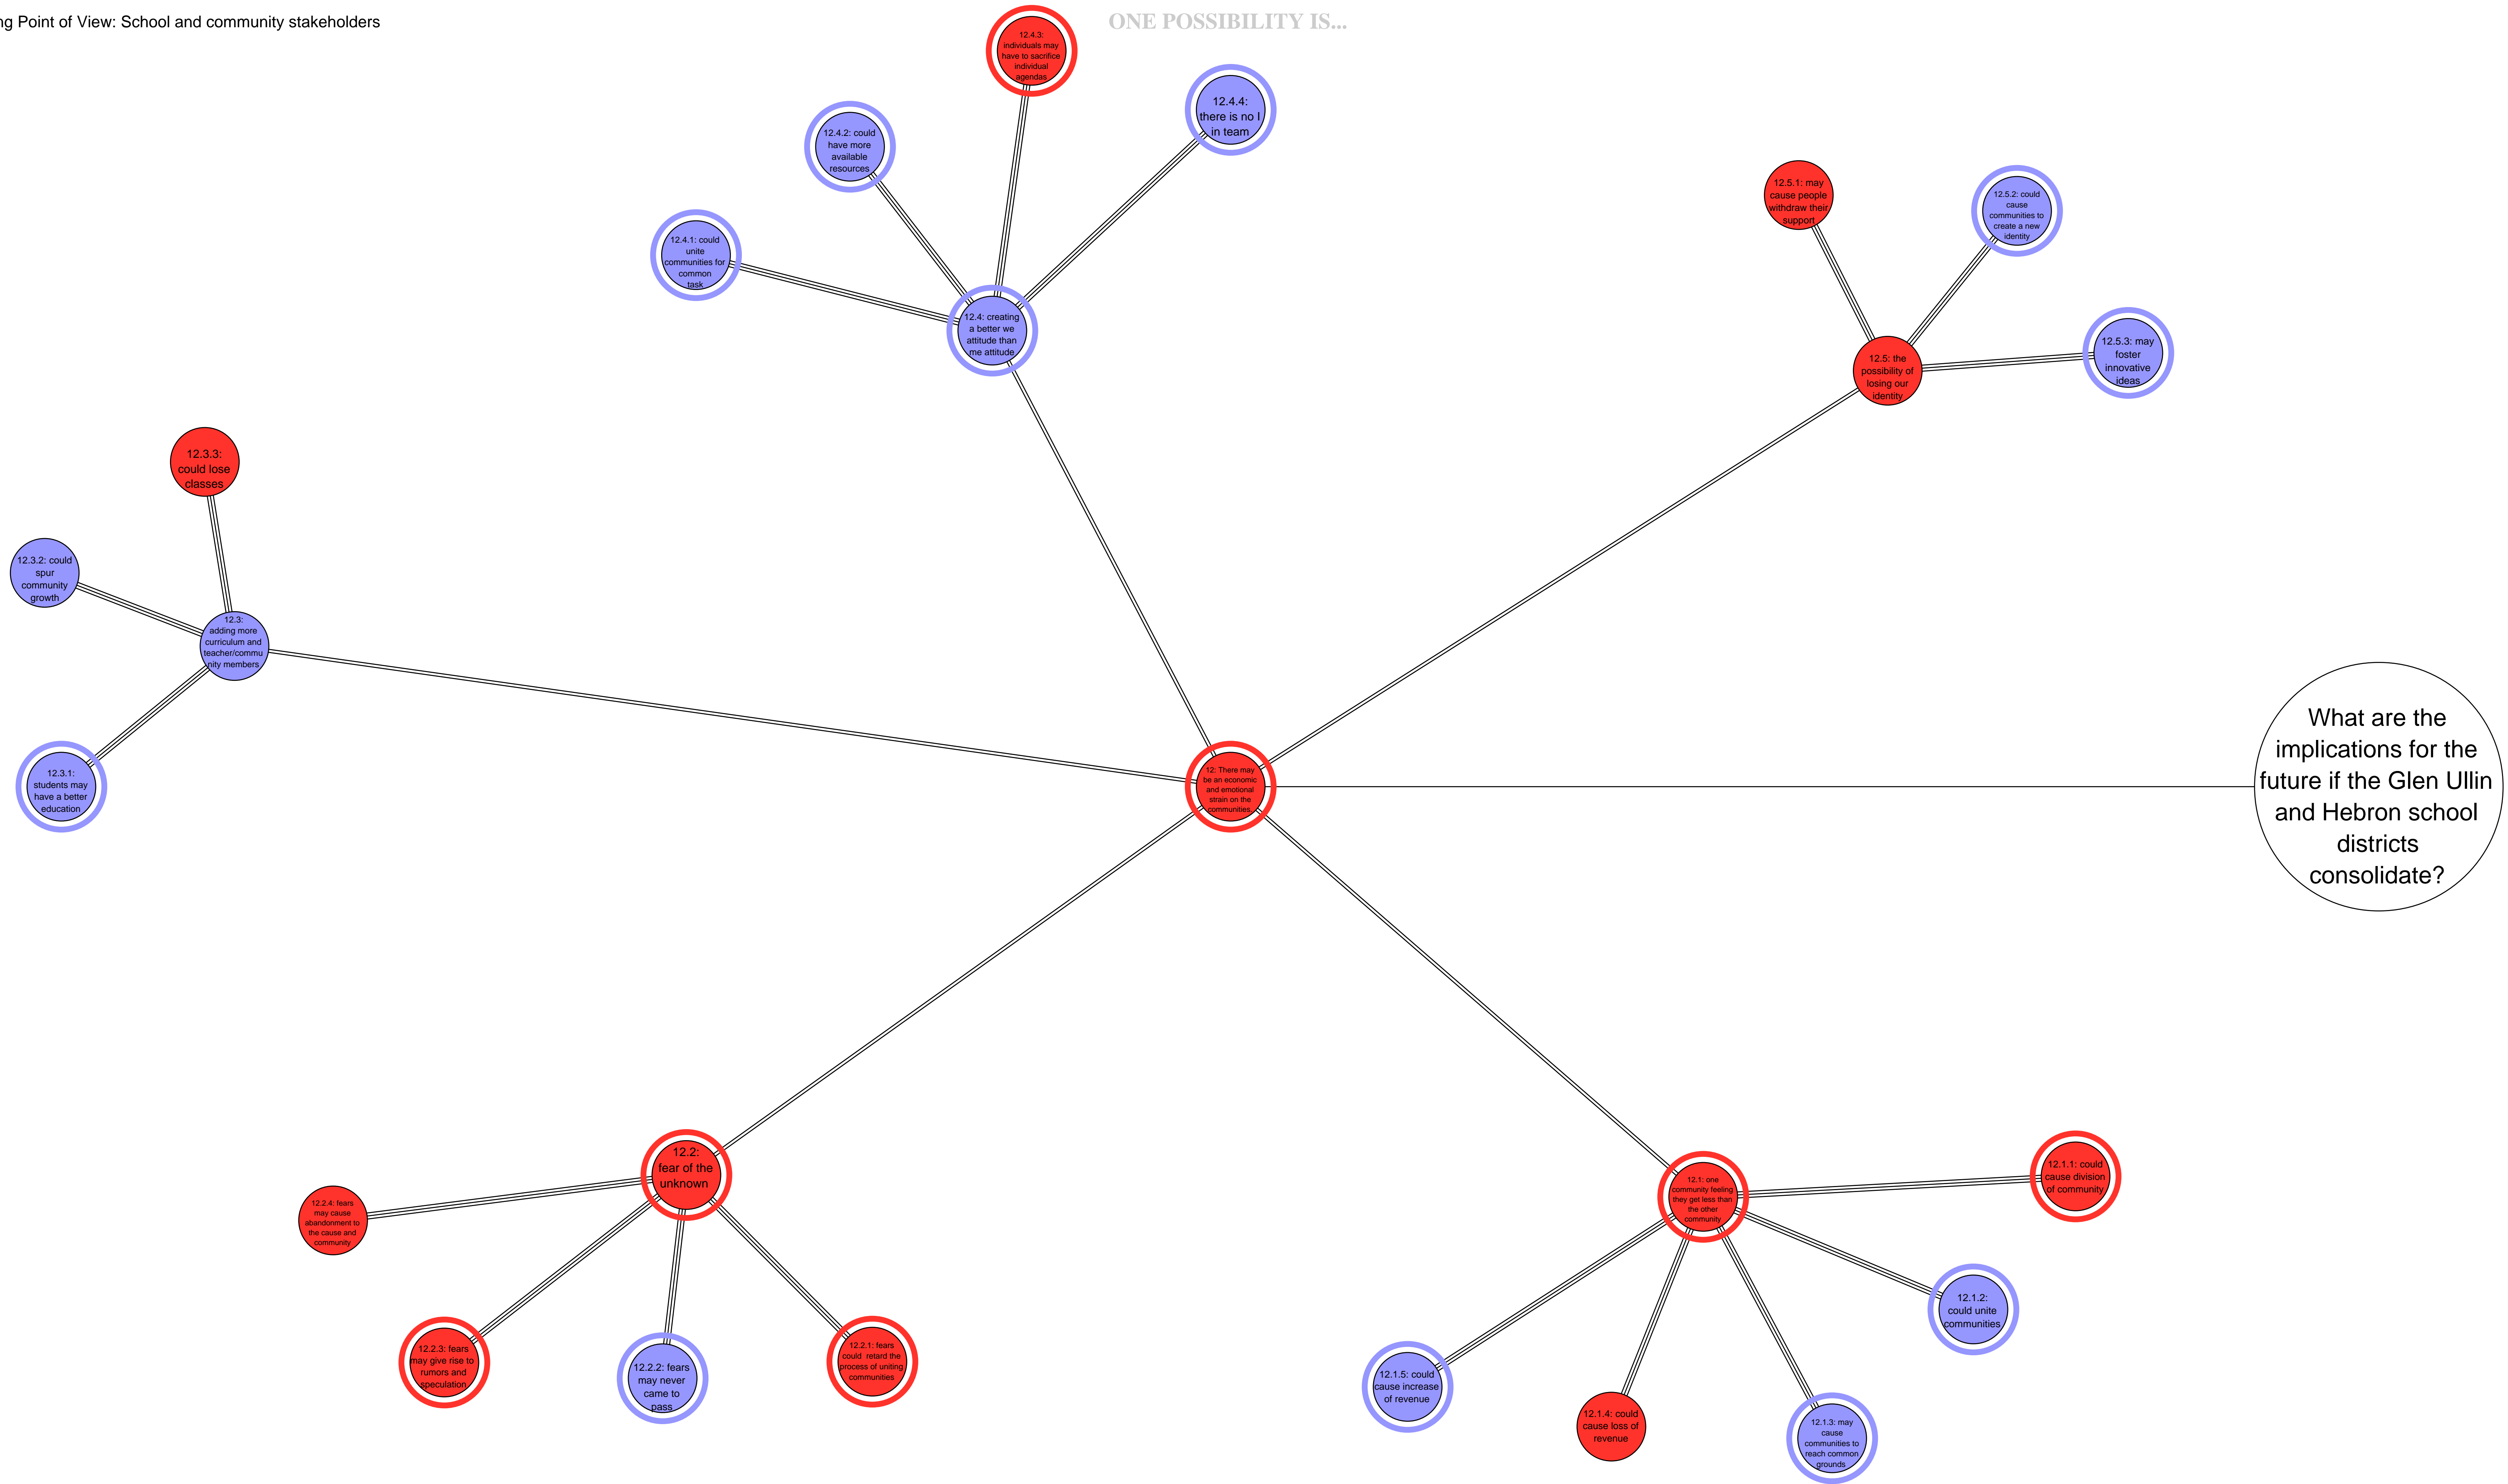 ng Point of View: School and community stakeholders
ONE POSSIBILITY IS...
12.4.3:
individuals may
have to sacrifice
individual
agendas
12.4.4:
there is no I
in team
12.4.2: could
have more
available
resources
12.4.1: could
unite
communities for
common
task
12.4: creating
a better we
attitude than
me attitude
12.5.1: may
cause people
withdraw their
support
12.5.2: could
cause
communities to
create a new
identity
12.5.3: may
foster
innovative
ideas
12.5: the
possibility of
losing our
identity
12.3.3:
could lose
classes
12.3.2: could
spur
community
growth
12.3:
adding more
curriculum and
teacher/commu
nity members
12.3.1:
students may
have a better
education
12: There may
be an economic
and emotional
strain on the
communities.
What are the
implications for the
future if the Glen Ullin
and Hebron school
districts
consolidate?
12.2:
fear of the
unknown
12.2.4: fears
may cause
abandonment to
the cause and
community
12.2.3: fears
may give rise to
rumors and
speculation
12.2.2: fears
may never
came to
pass
12.2.1: fears
could  retard the
process of uniting
communities
12.1: one
community feeling
they get less than
the other
community
12.1.1: could
cause division
of community
12.1.2:
could unite
communities
12.1.3: may
cause
communities to
reach common
grounds
12.1.4: could
cause loss of
revenue
12.1.5: could
cause increase
of revenue